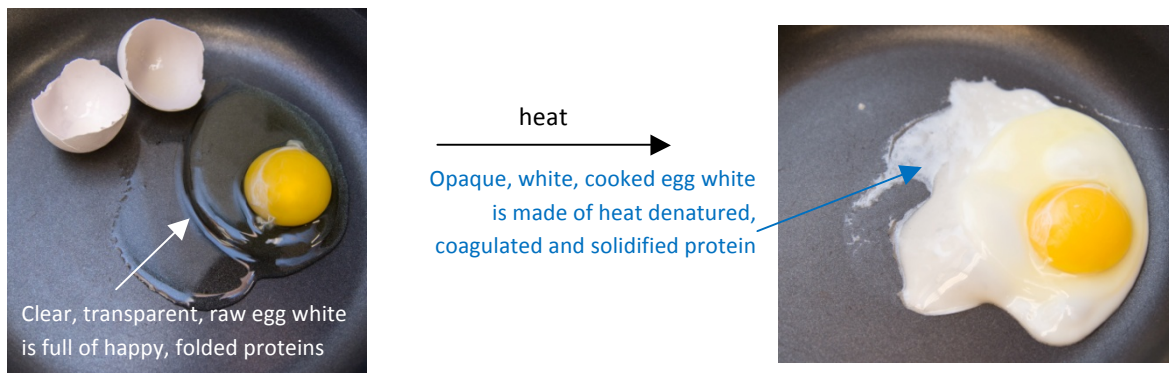 Clear, transparent, raw egg white
is full of happy, folded proteins
heat
Opaque, white, cooked egg white
is made of heat denatured,
coagulated and solidified protein